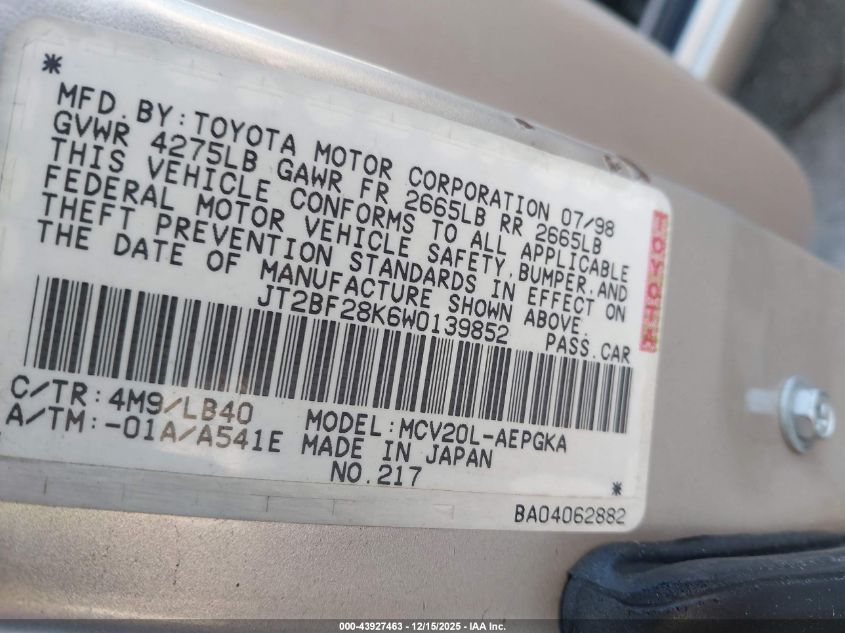 *
MFD.BY:TOYOTA MOTOR CORPORATION 07/98
GVWR 4275LB GAWR FR 2665LB RR 2665LB
THIS VEHICLE CONFORMS TO ALL APPLICABLE
FEDERAL MOTOR VEHICLE SAFETY,BUMPER,AND
THEFT PREVENTION STANDARDS IN EFFECT ON
THE DATE OF MANUFACTURE SHOWN ABOVE.
JT2BF28K6W0139852 PASS.CAR
C/TR:4M9/LB40 MODEL:MCV20L-AEPGKA
A/TM:-01A/A541E MADE IN JAPAN
NO.217
*
BA04062882
TOYOTA
000-43927463 - 12/15/2025 - IAA Inc.